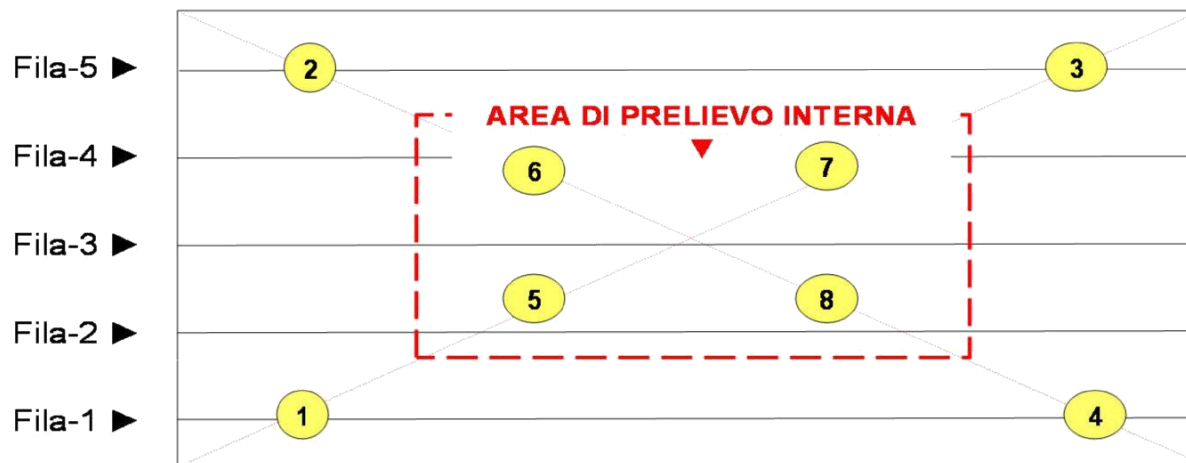 Fila-5 ►
2
3
AREA DI PRELIEVO INTERNA
▼
Fila-4 ►
6
7
Fila-3 ►
5
8
Fila-2 ►
Fila-1 ►
1
4